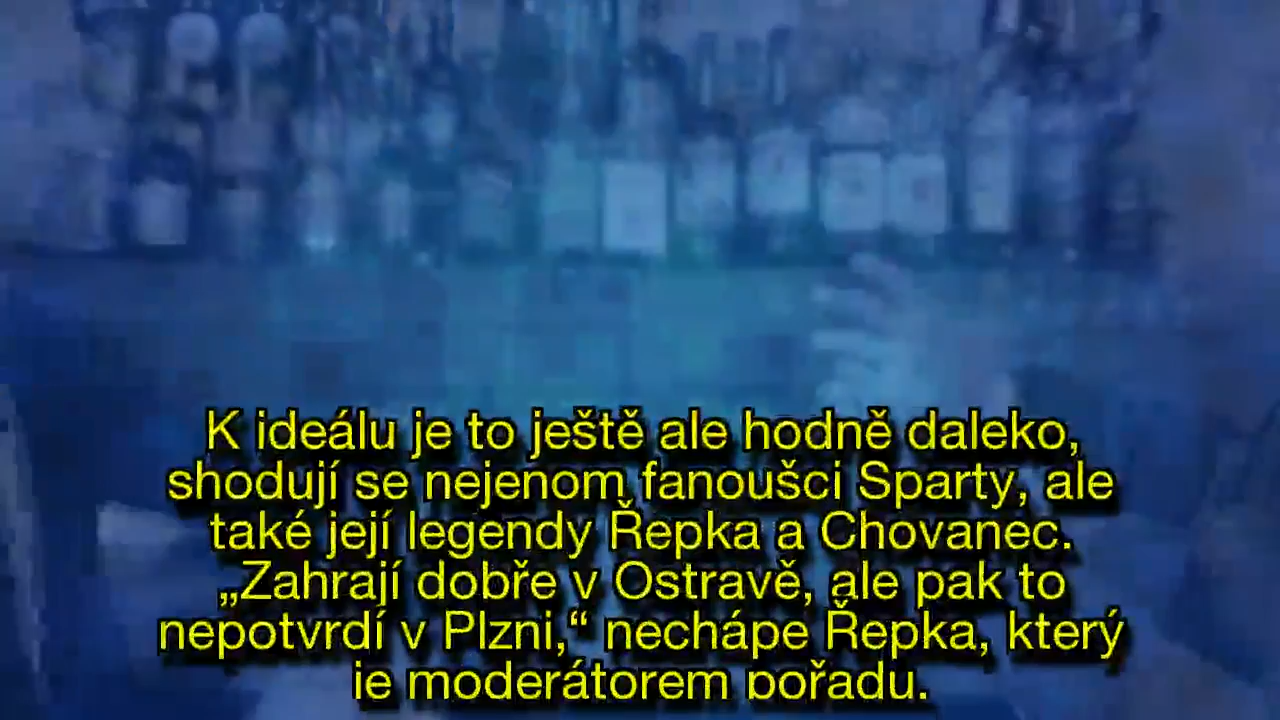 K ideálu je to ještě ale hodně daleko,
shodují se nejenom fanoušci Sparty, ale
také její legendy Řepka a Chovanec.
„Zahrají dobře v Ostravě, ale pak to
nepotvrdí v Plzni,“ nechápe Řepka, který
je moderátorem pořadu.